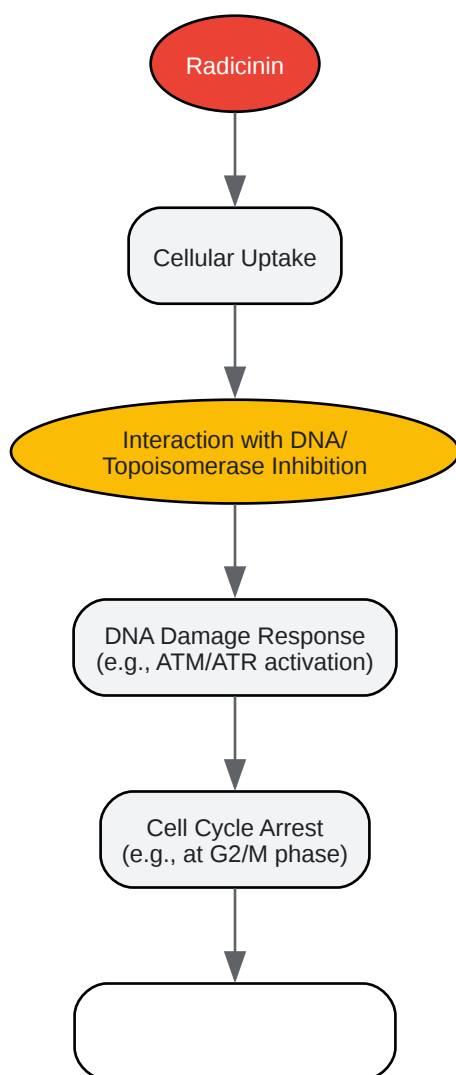 Radicinin
Cellular Uptake
Interaction with DNA/
Topoisomerase Inhibition
DNA Damage Response
(e.g., ATM/ATR activation)
Cell Cycle Arrest
(e.g., at G2/M phase)